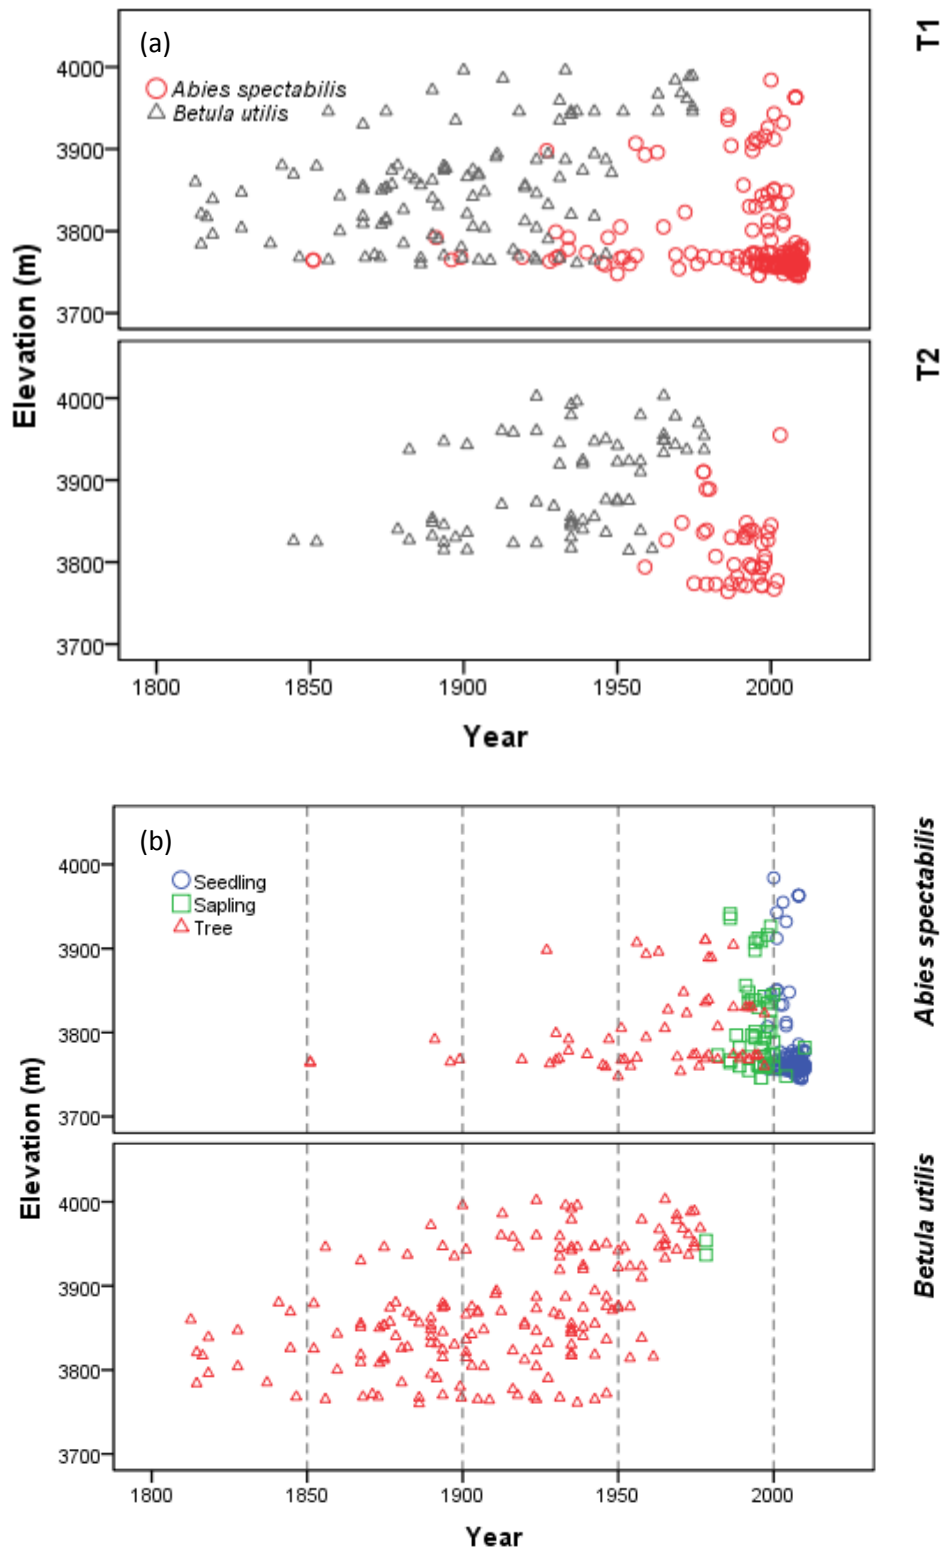 (a)
T1
4000
Abies spectabilis
Betula utilis
3900
3800
3700
Elevation (m)
T2
4000
3900
3800
3700
1800 1850 1900 1950 2000
Year
(b)
Abies spectabilis
4000
Seedling
Sapling
Tree
3900
3800
3700
Elevation (m)
Betula utilis
4000
3900
3800
3700
1800 1850 1900 1950 2000
Year